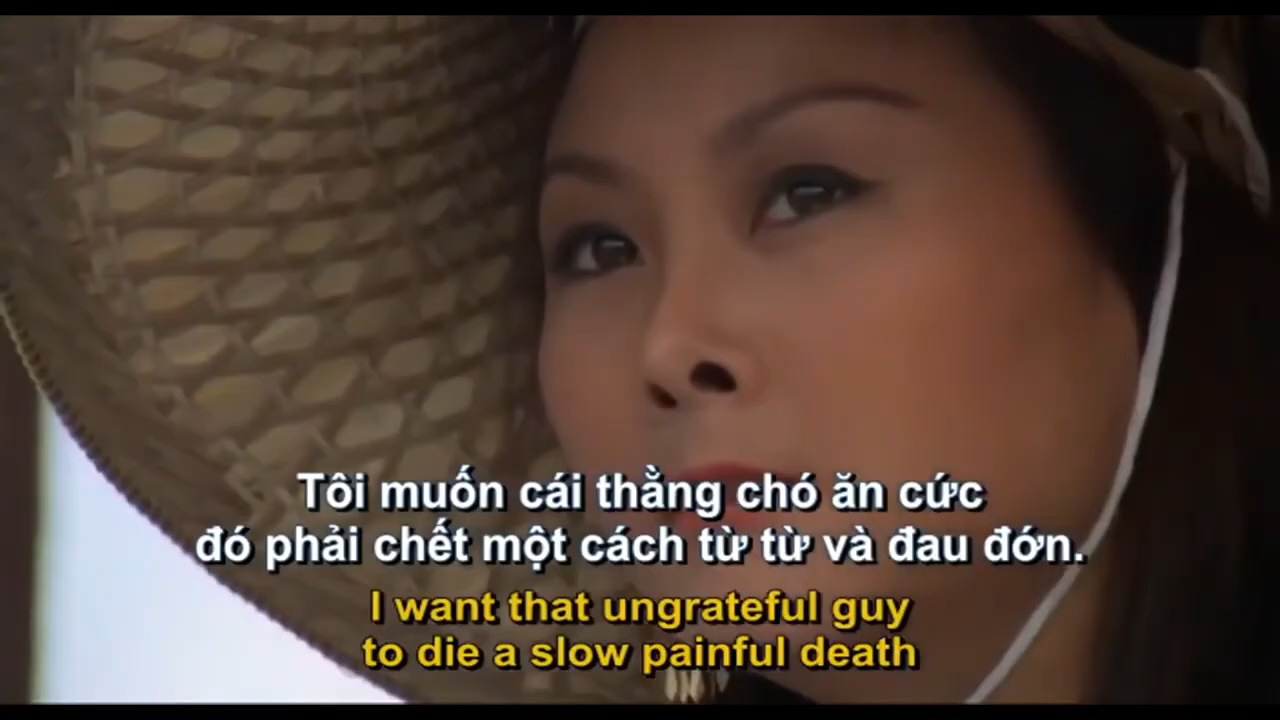 Tôi muốn cái thằng chó ăn cức
đó phải chết một cách từ từ và đau đớn.
I want that ungrateful guy
to die a slow painful death